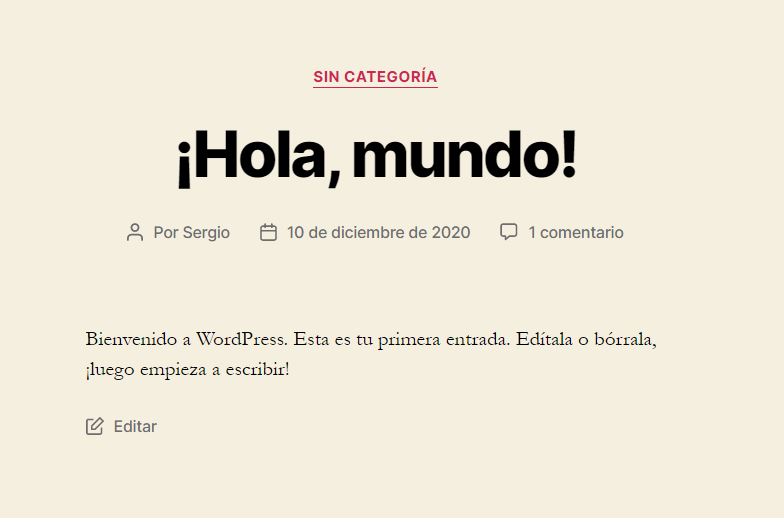 SIN CATEGORÍA
¡Hola, mundo!
Por Sergio 10 de diciembre de 2020 1 comentario
Bienvenido a WordPress. Esta es tu primera entrada. Edítala o bórrala,
¡luego empieza a escribir!
Editar